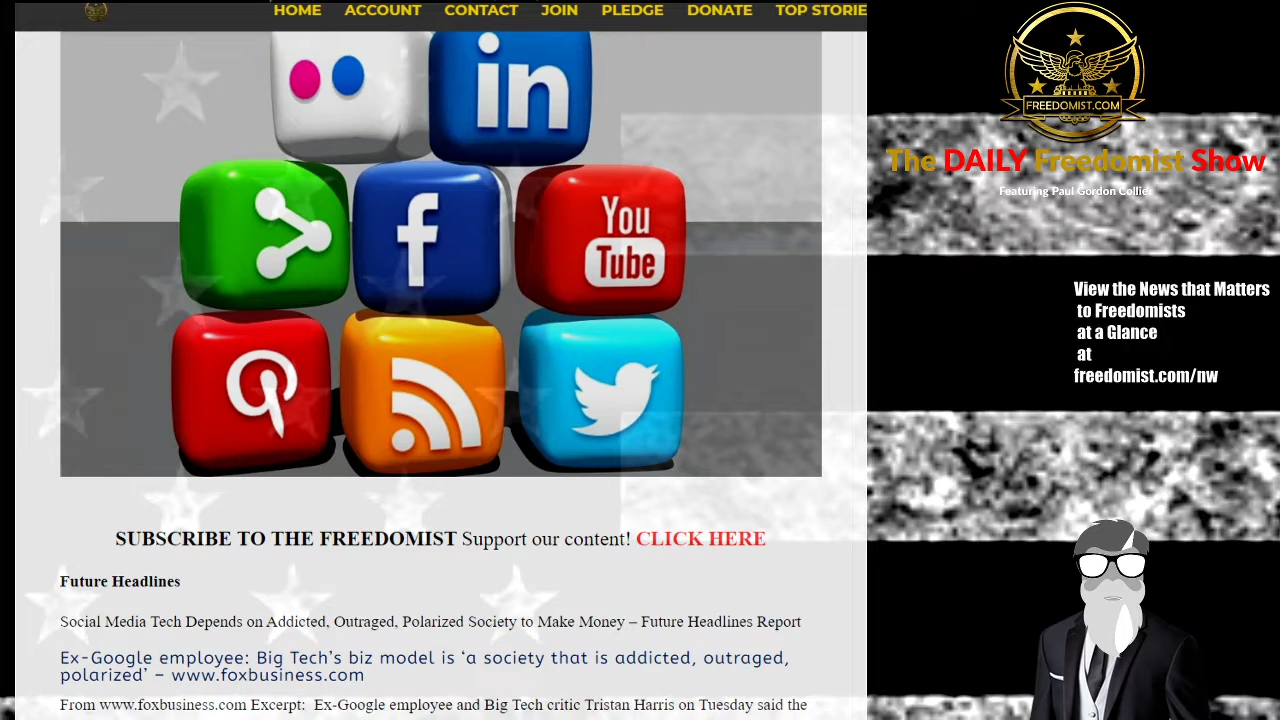 HOME ACCOUNT CONTACT JOIN PLEDGE DONATE TOP STORIE
in
f
You
Tube
SUBSCRIBE TO THE FREEDOMIST Support our content! CLICK HERE
Future Headlines
Social Media Tech Depends on Addicted, Outraged, Polarized Society to Make Money – Future Headlines Report
Ex-Google employee: Big Tech’s biz model is ‘a society that is addicted, outraged,
polarized’ – www.foxbusiness.com
From www.foxbusiness.com Excerpt: Ex-Google employee and Big Tech critic Tristan Harris on Tuesday said the
FREEDOMIST.COM
The DAILY Freedomist Show
Featuring Paul Gordon Collier
View the News that Matters
to Freedomists
at a Glance
at
freedomist.com/nw